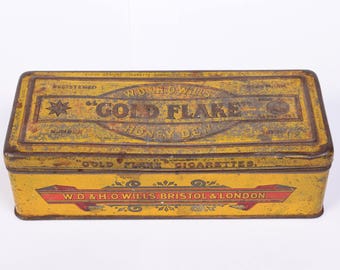 W.D. & H.O. WILLS
REGISTERED
"GOLD FLAKE"
HONEY DEW
"GOLD FLAKE" CIGARETTES.
W.D. & H.O. WILLS. BRISTOL & LONDON.